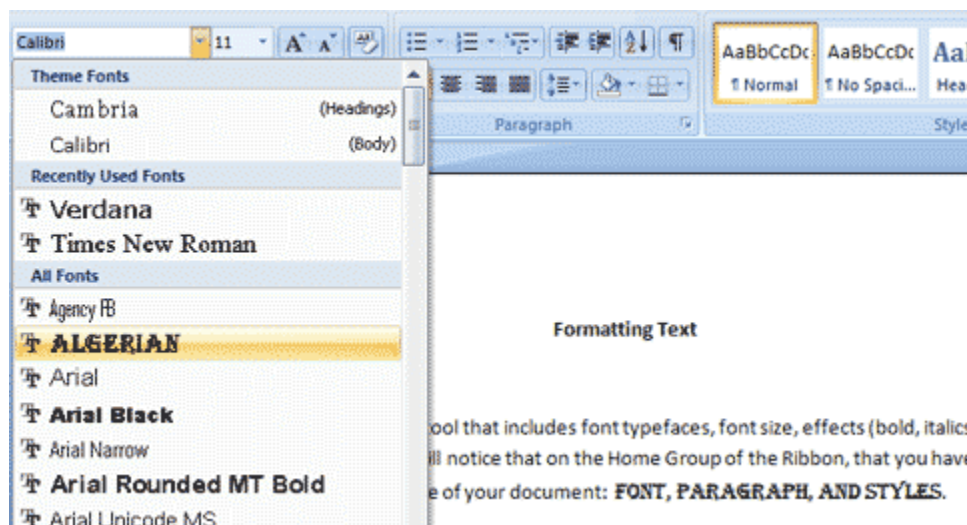 Calibri 11
AaBbCcDc AaBbCcDc Aa
¶ Normal ¶ No Spaci... Hea
Paragraph Style
Theme Fonts
Cambria (Headings)
Calibri (Body)
Recently Used Fonts
Verdana
Times New Roman
All Fonts
Agency FB
ALGERIAN
Arial
Arial Black
Arial Narrow
Arial Rounded MT Bold
Arial Unicode MS
Formatting Text
ool that includes font typefaces, font size, effects (bold, italics
ll notice that on the Home Group of the Ribbon, that you have
e of your document: FONT, PARAGRAPH, AND STYLES.